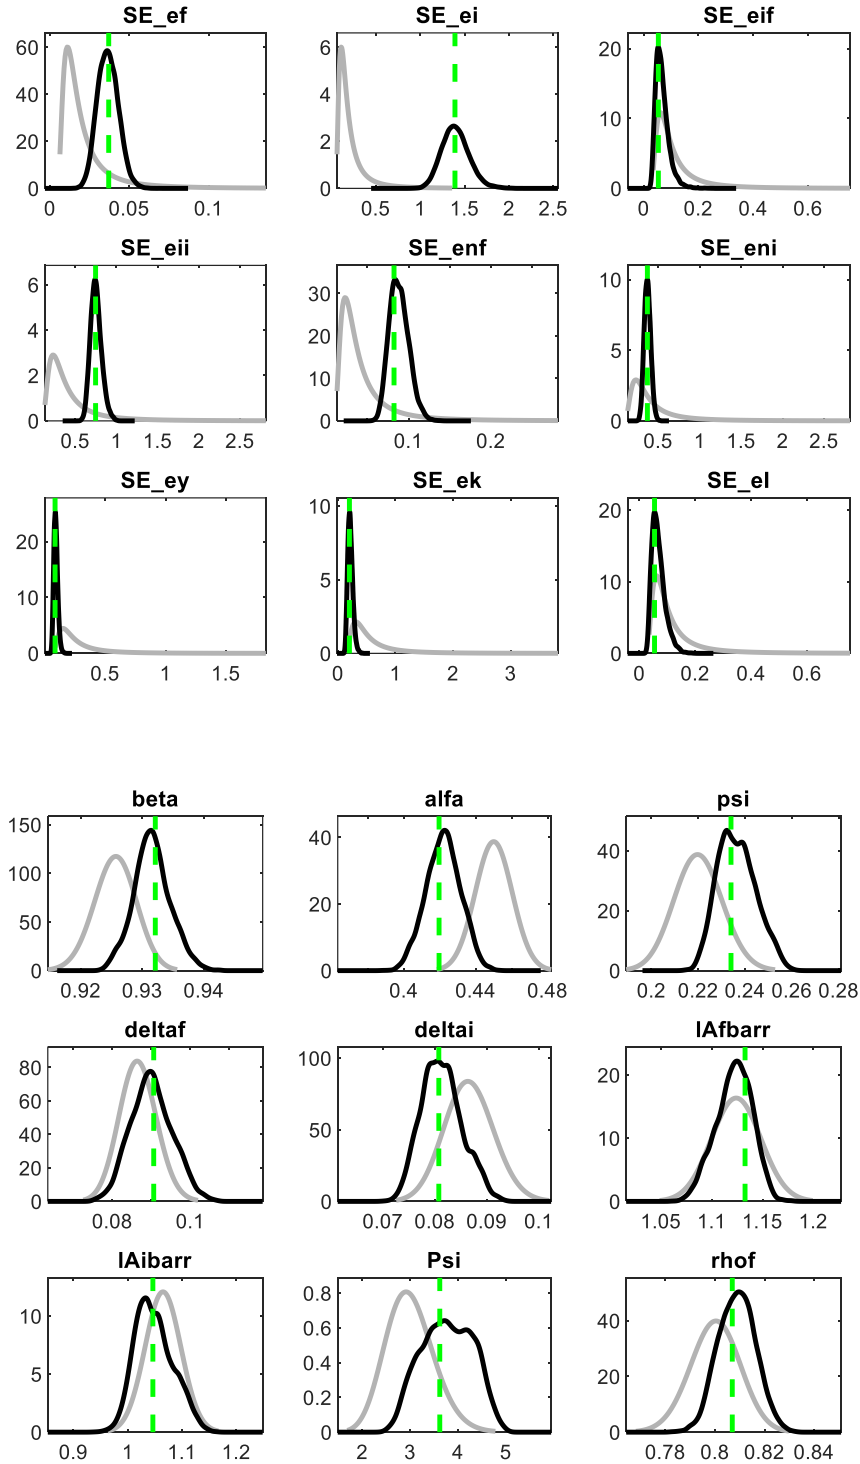 SE_ef SE_ei SE_eif
60 40 20 0 0 0.05 0.1
6 4 2 0 0.5 1 1.5 2 2.5
20 10 0 0 0.2 0.4 0.6
SE_eii SE_enf SE_eni
6 4 2 0 0.5 1 1.5 2 2.5
30 20 10 0 0.1 0.2
10 5 0 0.5 1 1.5 2 2.5
SE_ey SE_ek SE_el
20 10 0 0.5 1 1.5
10 5 0 0 1 2 3
20 10 0 0 0.2 0.4 0.6
beta alfa psi
150 100 50 0 0.92 0.93 0.94
40 20 0 0.4 0.44 0.48
40 20 0 0.2 0.22 0.24 0.26 0.28
deltaf deltai lAfbarr
80 60 40 20 0 0.08 0.1
100 50 0 0.07 0.08 0.09 0.1
20 10 0 1.05 1.1 1.15 1.2
lAibarr Psi rhof
10 5 0 0.9 1 1.1 1.2
0.8 0.6 0.4 0.2 0 2 3 4 5
40 20 0 0.78 0.8 0.82 0.84